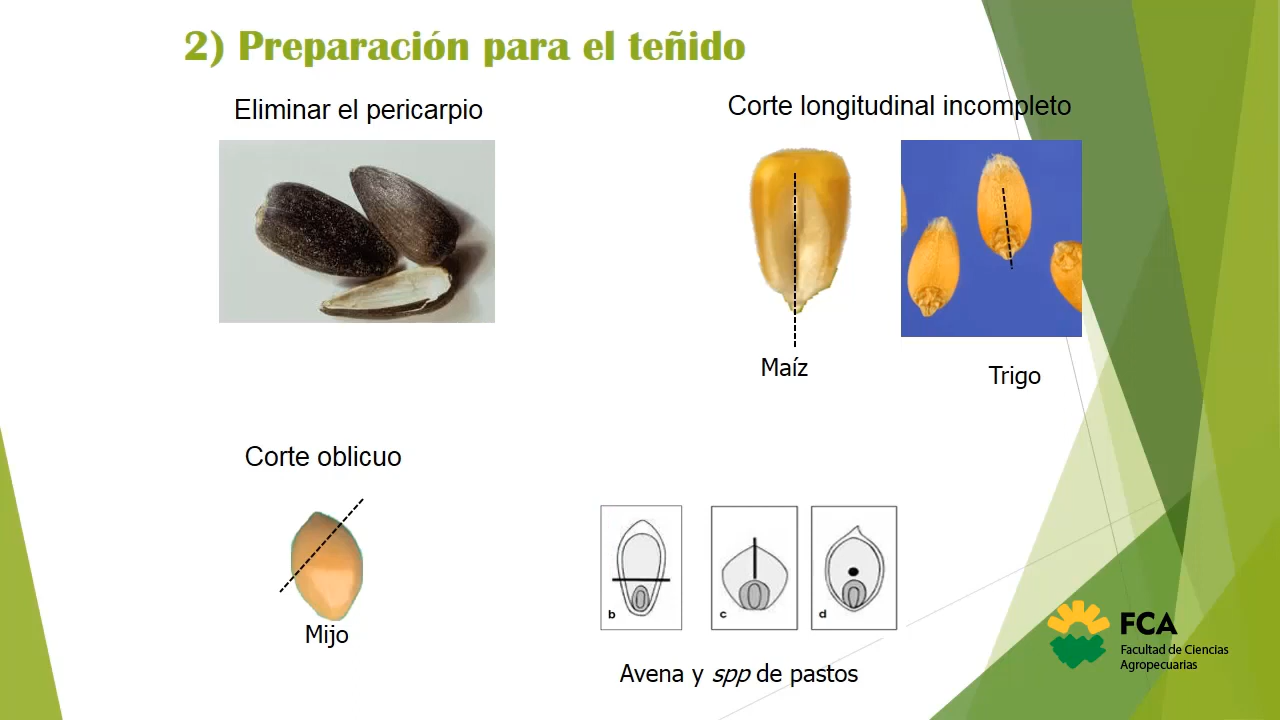 2) Preparación para el teñido
Eliminar el pericarpio
Corte longitudinal incompleto
Maíz
Trigo
Corte oblicuo
Mijo
b
c
d
Avena y spp de pastos
FCA
Facultad de Ciencias
Agropecuarias